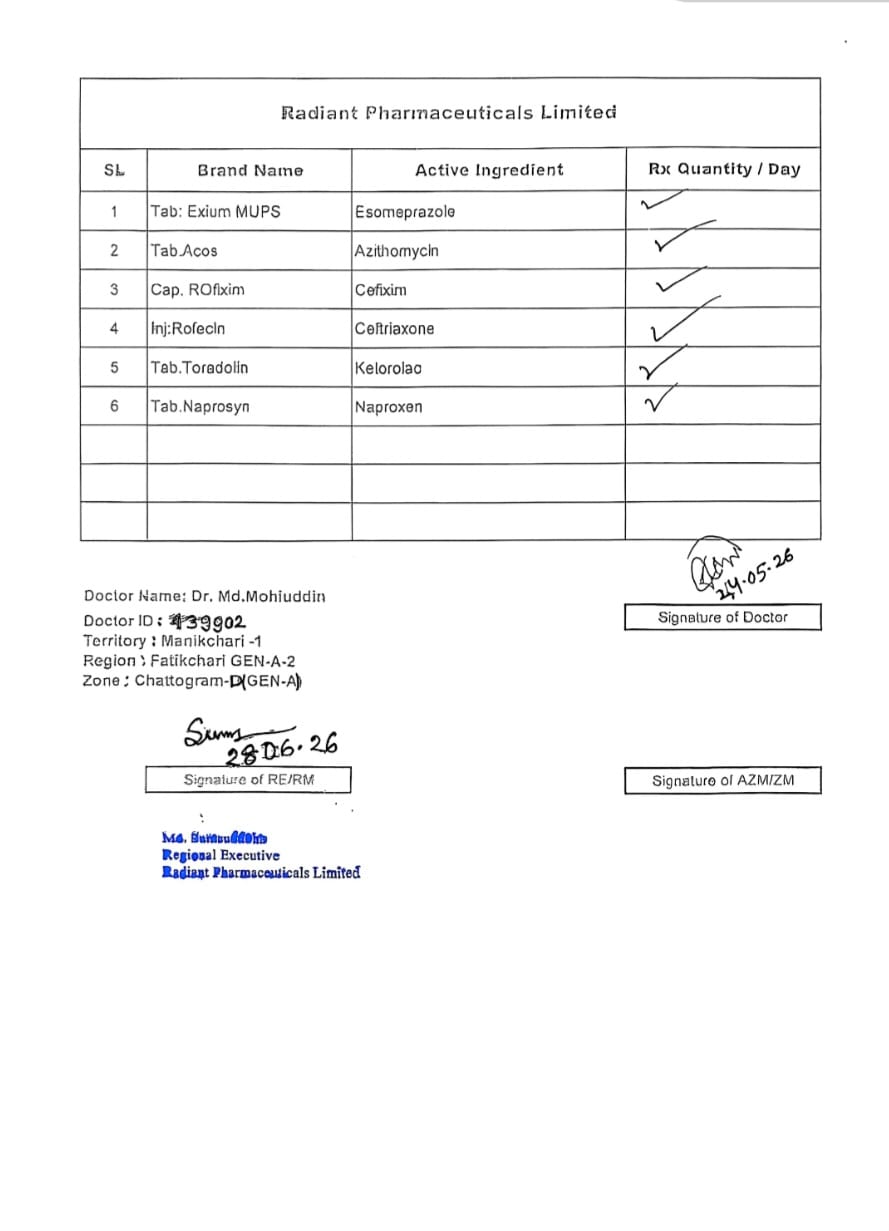 Radiant Pharmaceuticals Limited
SL Brand Name Active Ingredient Rx Quantity / Day
1 Tab: Exium MUPS Esomeprazole ✓
2 Tab.Acos Azithomycin ✓
3 Cap. ROfixim Cefixim ✓
4 Inj:Rofecin Ceftriaxone ✓
5 Tab.Toradolin Kelorolac ✓
6 Tab.Naprosyn Naproxen ✓
24.05.26
Signature of Doctor
Doctor Name: Dr. Md.Mohiuddin
Doctor ID: 139902
Territory : Manikchari -1
Region : Fatikchari GEN-A-2
Zone : Chattogram-D(GEN-A)
28.06.26
Signature of RE/RM
Signature of AZM/ZM
Md.
Regional Executive
Radiant Pharmaceuticals Limited